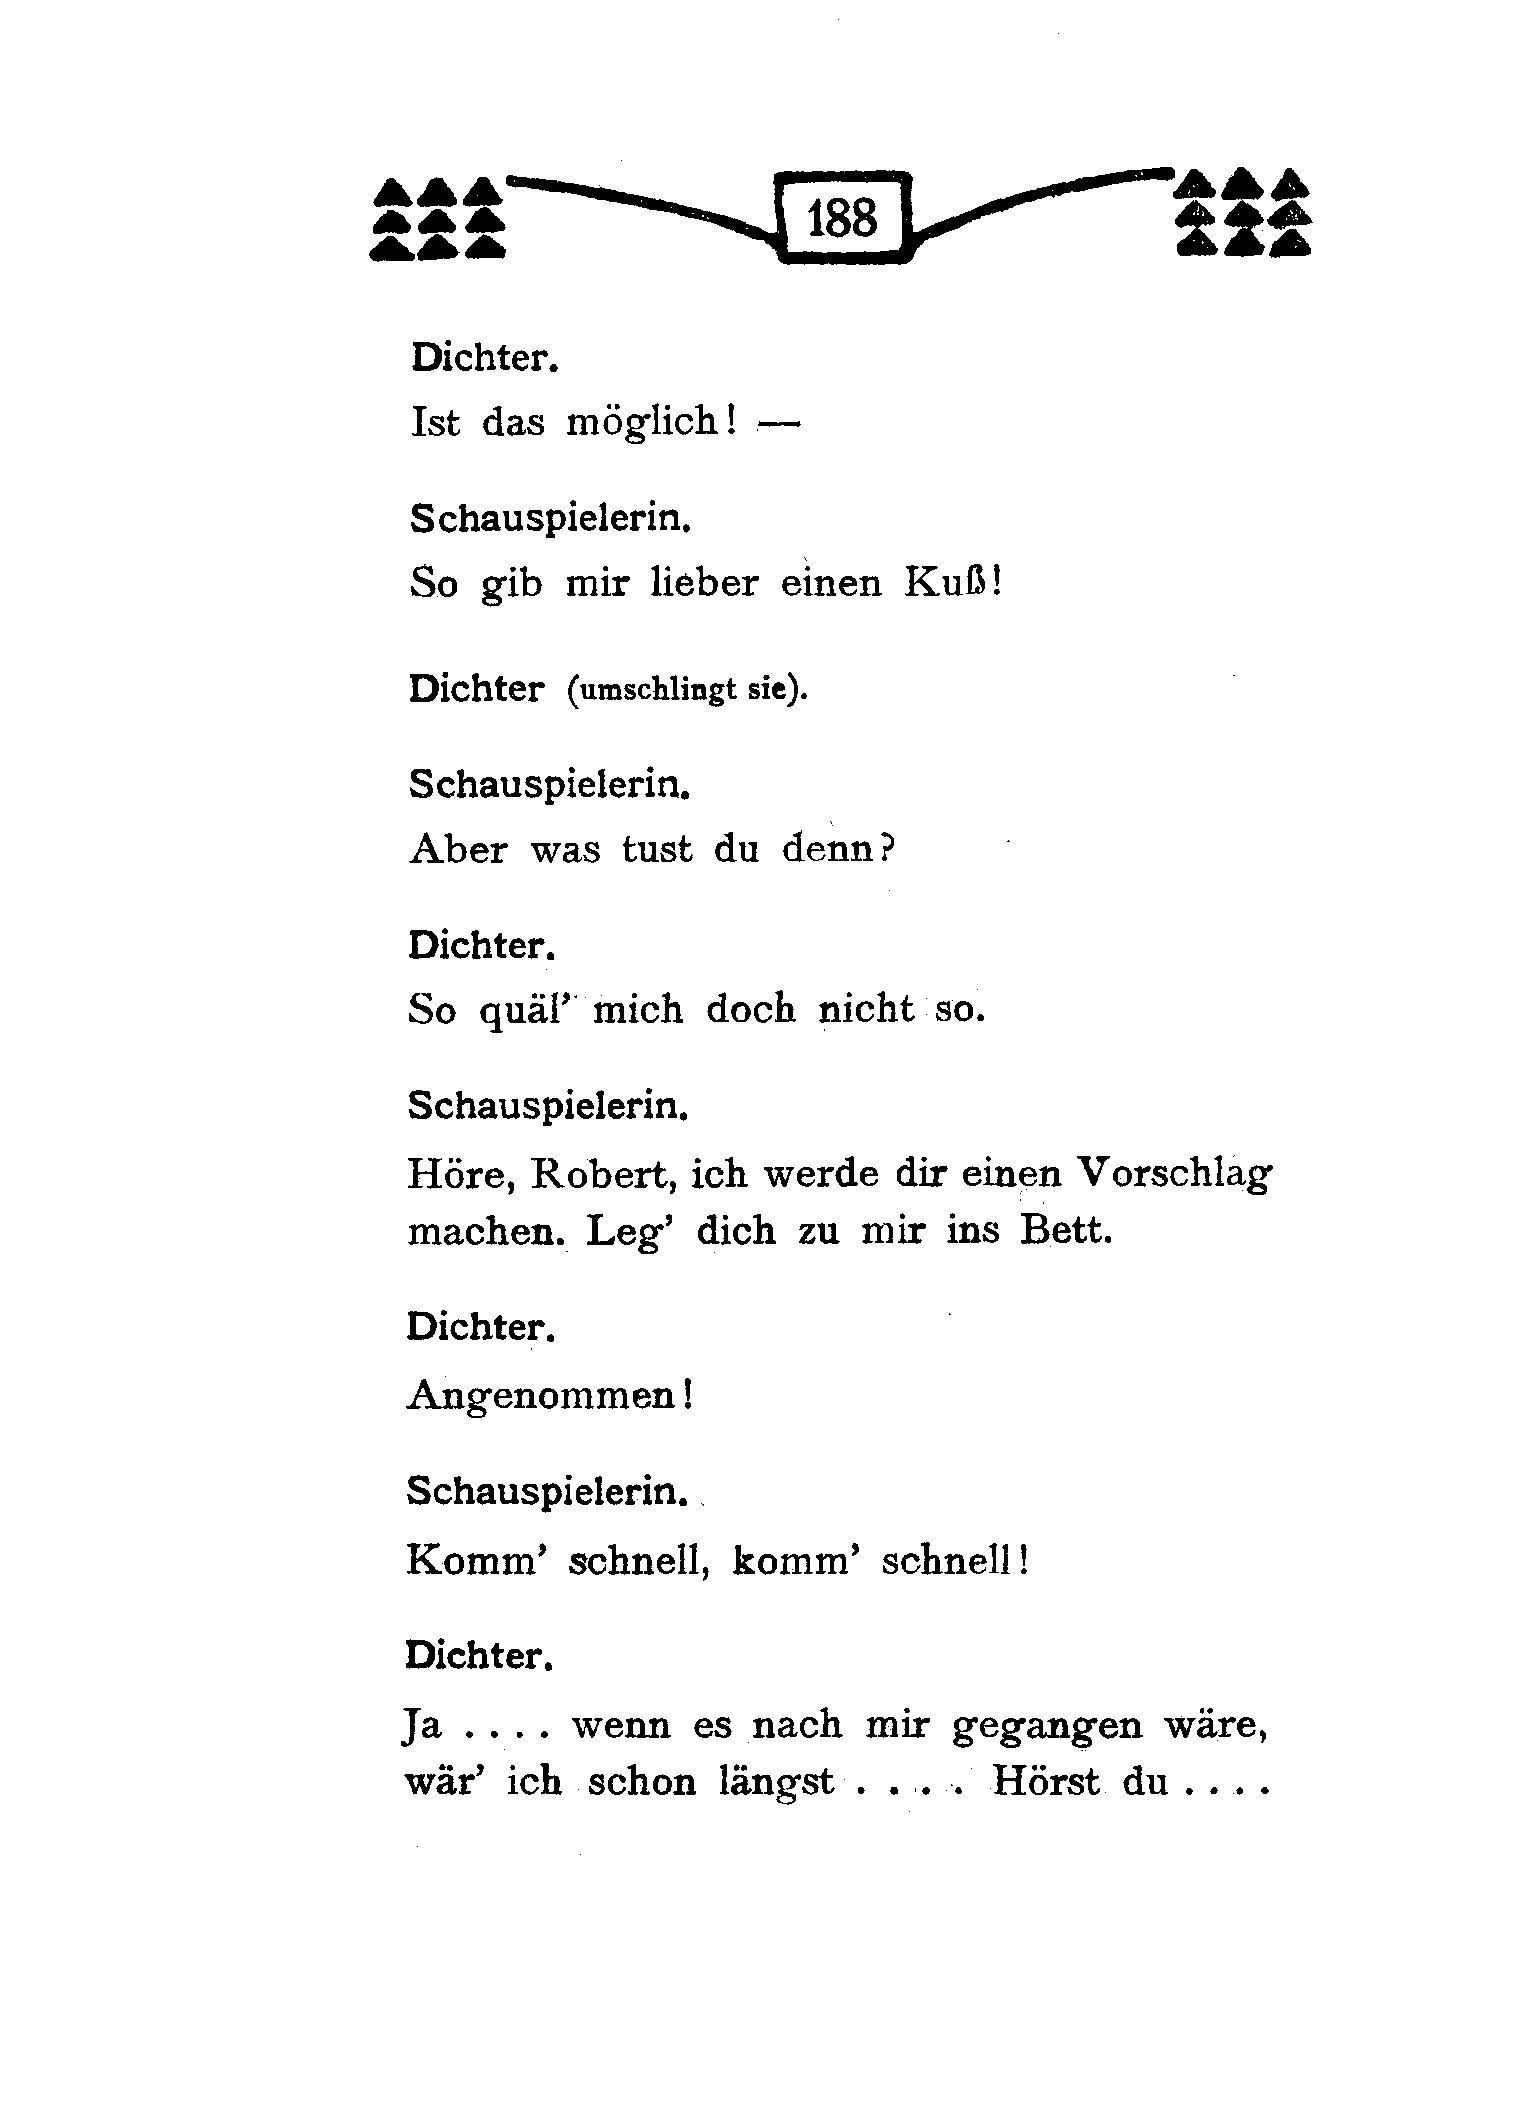 188
Dichter.
Ist das möglich! —
Schauspielerin.
So gib mir lieber einen Kuß!
Dichter (umschlingt sie).
Schauspielerin.
Aber was tust du denn?
Dichter.
So quäl’ mich doch nicht so.
Schauspielerin.
Höre, Robert, ich werde dir einen Vorschlag
machen. Leg’ dich zu mir ins Bett.
Dichter.
Angenommen!
Schauspielerin.
Komm’ schnell, komm’ schnell!
Dichter.
Ja . . . . wenn es nach mir gegangen wäre,
wär’ ich schon längst . . . . Hörst du . . . .